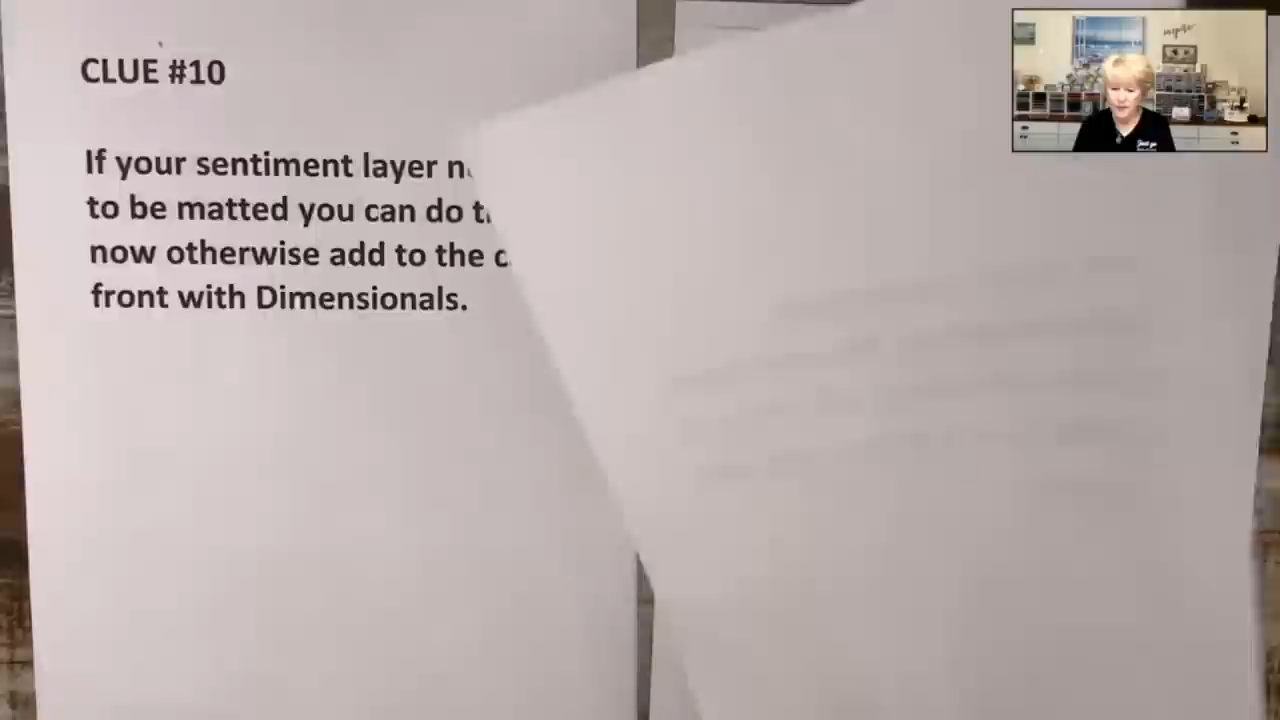 CLUE #10
If your sentiment layer
to be matted you can do
now otherwise add to the
front with Dimensionals.